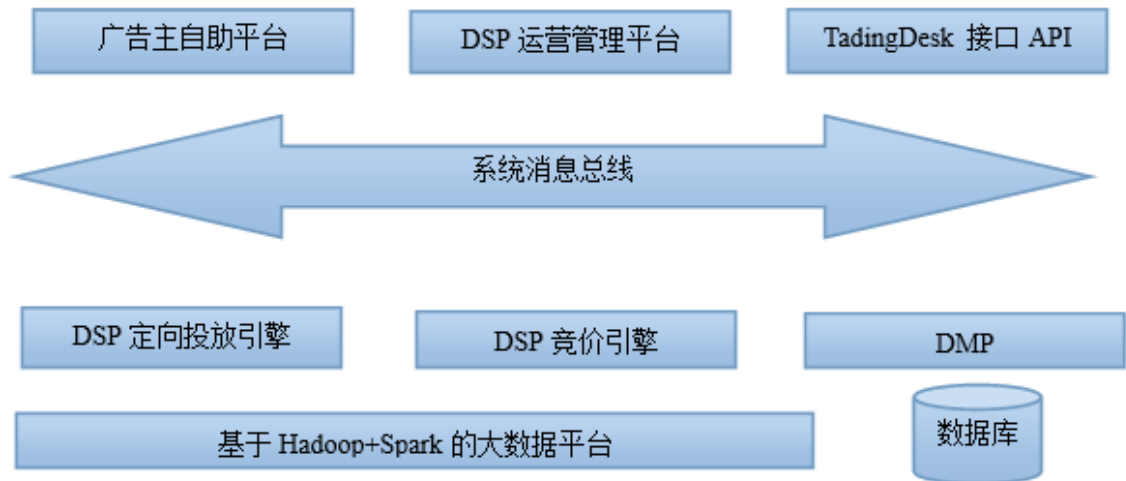 广告主自助平台
DSP 运营管理平台
TadingDesk 接口 API
系统消息总线
DSP 定向投放引擎
DSP 竞价引擎
DMP
基于 Hadoop+Spark 的大数据平台
数据库